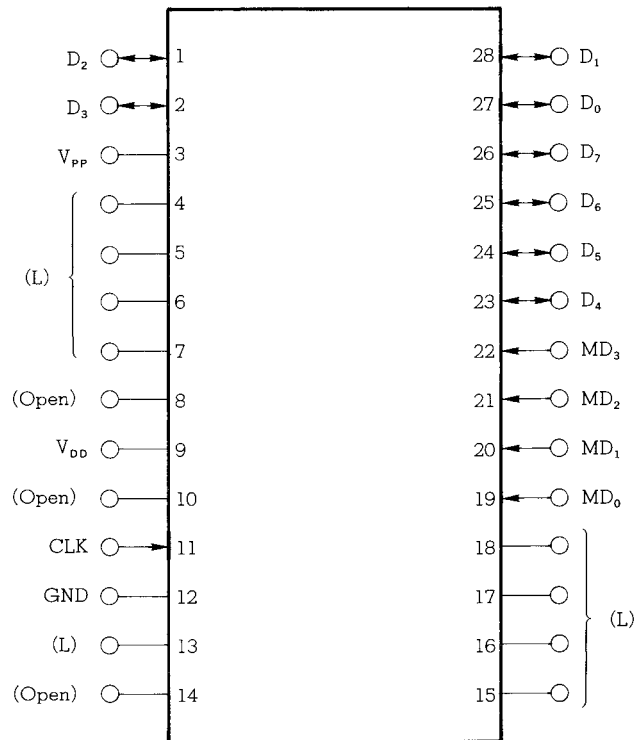 D₂ 1 28 D₁
D₃ 2 27 D₀
V_PP 3 26 D₇
4 25 D₆
(L) 5 24 D₅
6 23 D₄
7 22 MD₃
(Open) 8 21 MD₂
V_DD 9 20 MD₁
(Open) 10 19 MD₀
CLK 11 18
GND 12 17 (L)
(L) 13 16
(Open) 14 15